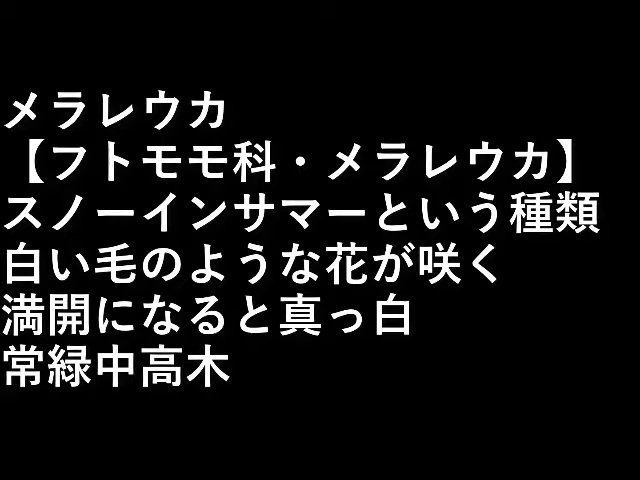 メラレウカ
【フトモモ科・メラレウカ】
スノーインサマーという種類
白い毛のような花が咲く
満開になると真っ白
常緑中高木